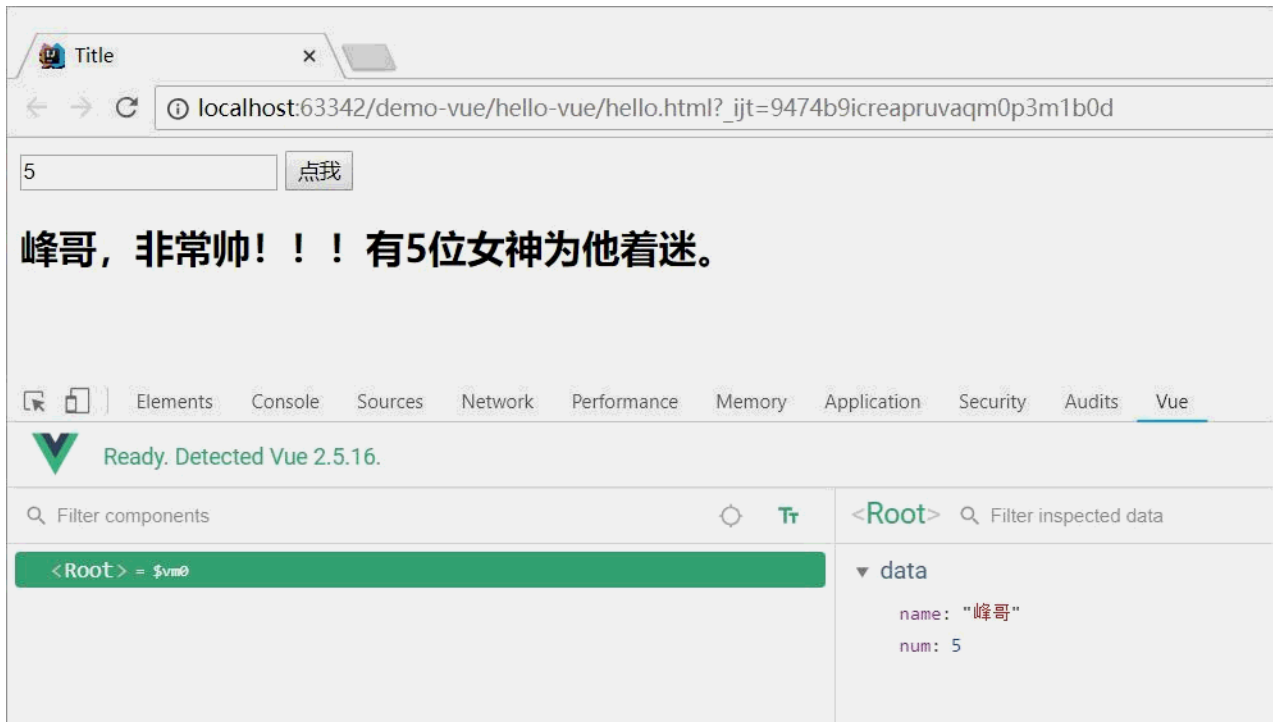 Title
localhost:63342/demo-vue/hello-vue/hello.html?_ijt=9474b9icreapruvaqm0p3m1b0d
5 点我
峰哥，非常帅！！！有5位女神为他着迷。
Elements Console Sources Network Performance Memory Application Security Audits Vue
Ready. Detected Vue 2.5.16.
Filter components <Root> Filter inspected data
<Root> = $vm0
data
name: "峰哥"
num: 5